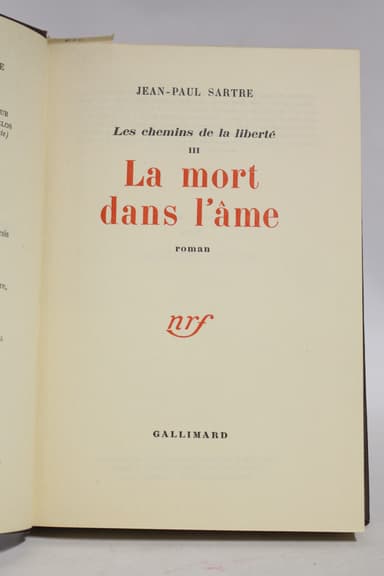 JEAN-PAUL SARTRE
Les chemins de la liberté
III
La mort
dans l'âme
roman
nrf
GALLIMARD